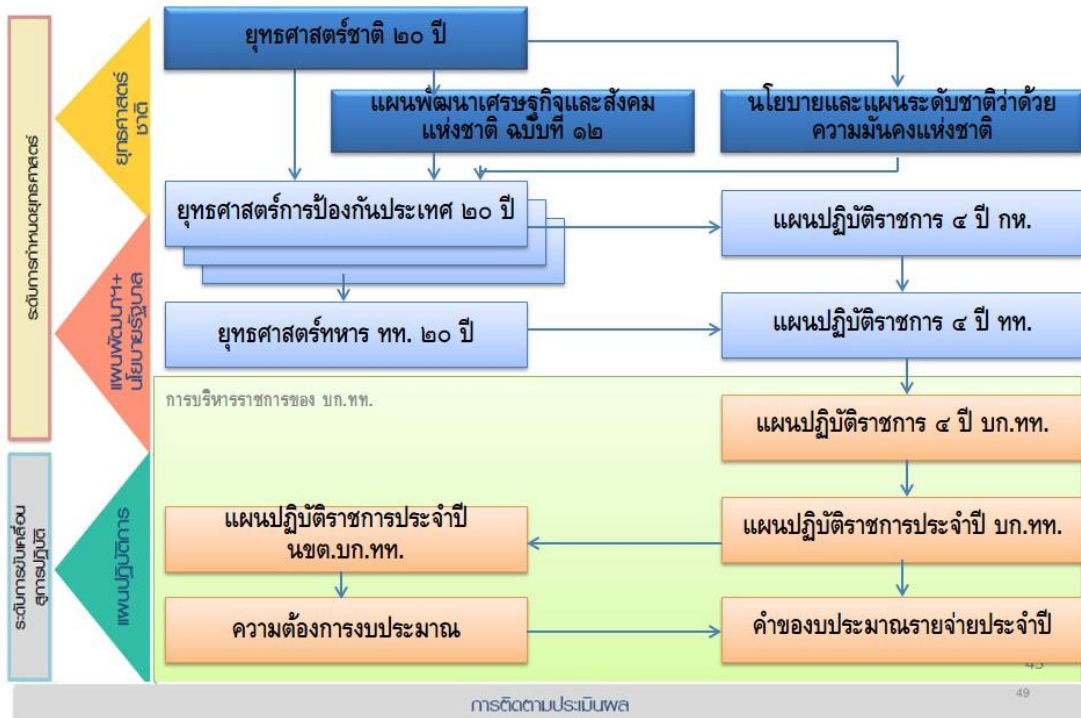 ระดับการกำหนดยุทธศาสตร์
ยุทธศาสตร์
ชาติ
ยุทธศาสตร์ชาติ ๒๐ ปี
แผนพัฒนาเศรษฐกิจและสังคม
แห่งชาติ ฉบับที่ ๑๒
นโยบายและแผนระดับชาติว่าด้วย
ความมั่นคงแห่งชาติ
แผนพัฒนาฯ+
นโยบายรัฐบาล
ยุทธศาสตร์การป้องกันประเทศ ๒๐ ปี
แผนปฏิบัติราชการ ๔ ปี กห.
ยุทธศาสตร์ทหาร ทท. ๒๐ ปี
แผนปฏิบัติราชการ ๔ ปี ทท.
การบริหารราชการของ บก.ทท.
แผนปฏิบัติราชการ ๔ ปี บก.ทท.
ระดับการขับเคลื่อน
สู่การปฏิบัติ
แผนปฏิบัติการ
แผนปฏิบัติราชการประจำปี
นขต.บก.ทท.
แผนปฏิบัติราชการประจำปี บก.ทท.
ความต้องการงบประมาณ
คำของบประมาณรายจ่ายประจำปี
49
การติดตามประเมินผล